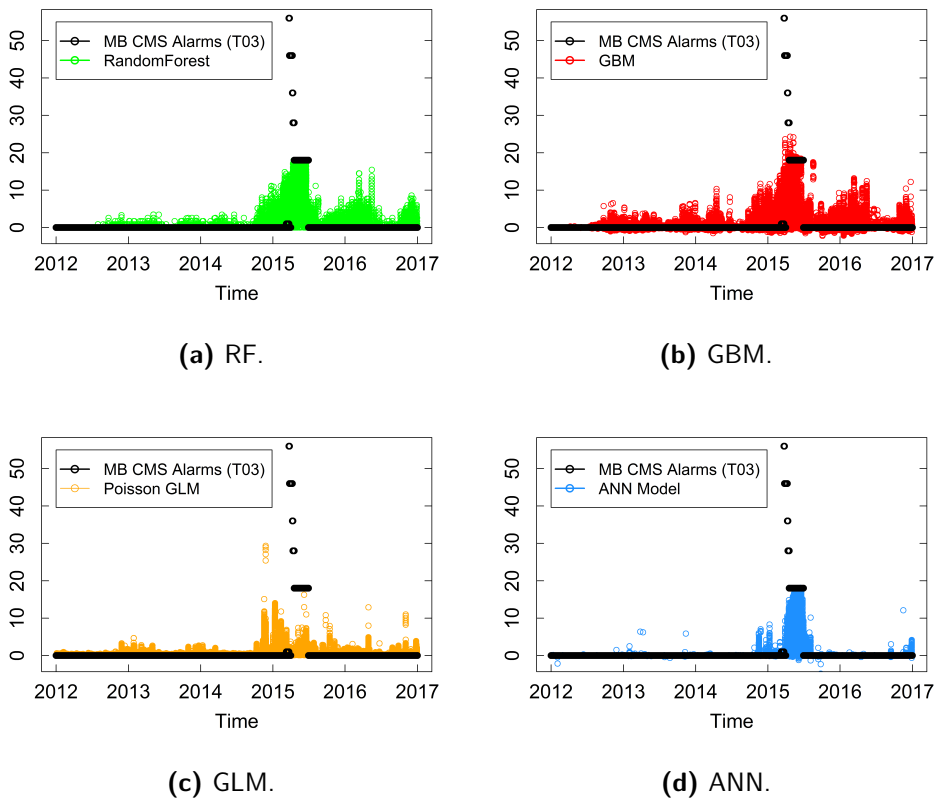 MB CMS Alarms (T03)
RandomForest
0 10 20 30 40 50
2012 2013 2014 2015 2016 2017
Time
(a) RF.
MB CMS Alarms (T03)
GBM
0 10 20 30 40 50
2012 2013 2014 2015 2016 2017
Time
(b) GBM.
MB CMS Alarms (T03)
Poisson GLM
0 10 20 30 40 50
2012 2013 2014 2015 2016 2017
Time
(c) GLM.
MB CMS Alarms (T03)
ANN Model
0 10 20 30 40 50
2012 2013 2014 2015 2016 2017
Time
(d) ANN.